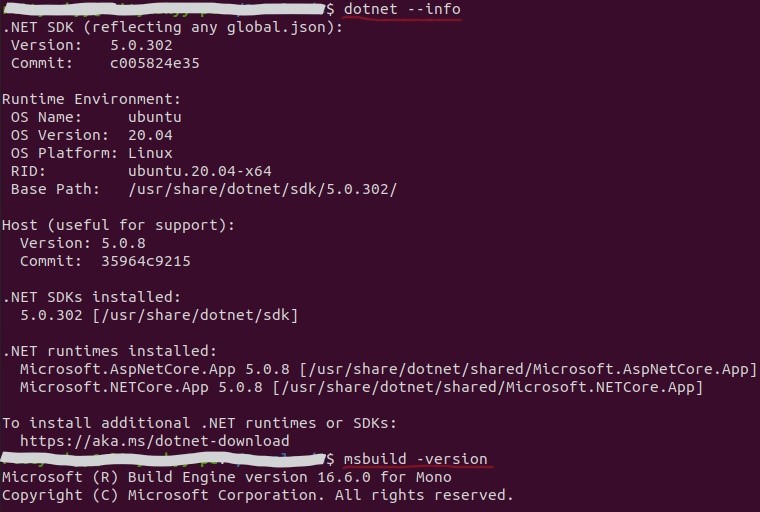 $ dotnet --info
.NET SDK (reflecting any global.json):
 Version:   5.0.302
 Commit:    c005824e35

Runtime Environment:
 OS Name:     ubuntu
 OS Version:  20.04
 OS Platform: Linux
 RID:         ubuntu.20.04-x64
 Base Path:   /usr/share/dotnet/sdk/5.0.302/

Host (useful for support):
  Version: 5.0.8
  Commit:  35964c9215

.NET SDKs installed:
  5.0.302 [/usr/share/dotnet/sdk]

.NET runtimes installed:
  Microsoft.AspNetCore.App 5.0.8 [/usr/share/dotnet/shared/Microsoft.AspNetCore.App]
  Microsoft.NETCore.App 5.0.8 [/usr/share/dotnet/shared/Microsoft.NETCore.App]

To install additional .NET runtimes or SDKs:
  https://aka.ms/dotnet-download
$ msbuild -version
Microsoft (R) Build Engine version 16.6.0 for Mono
Copyright (C) Microsoft Corporation. All rights reserved.